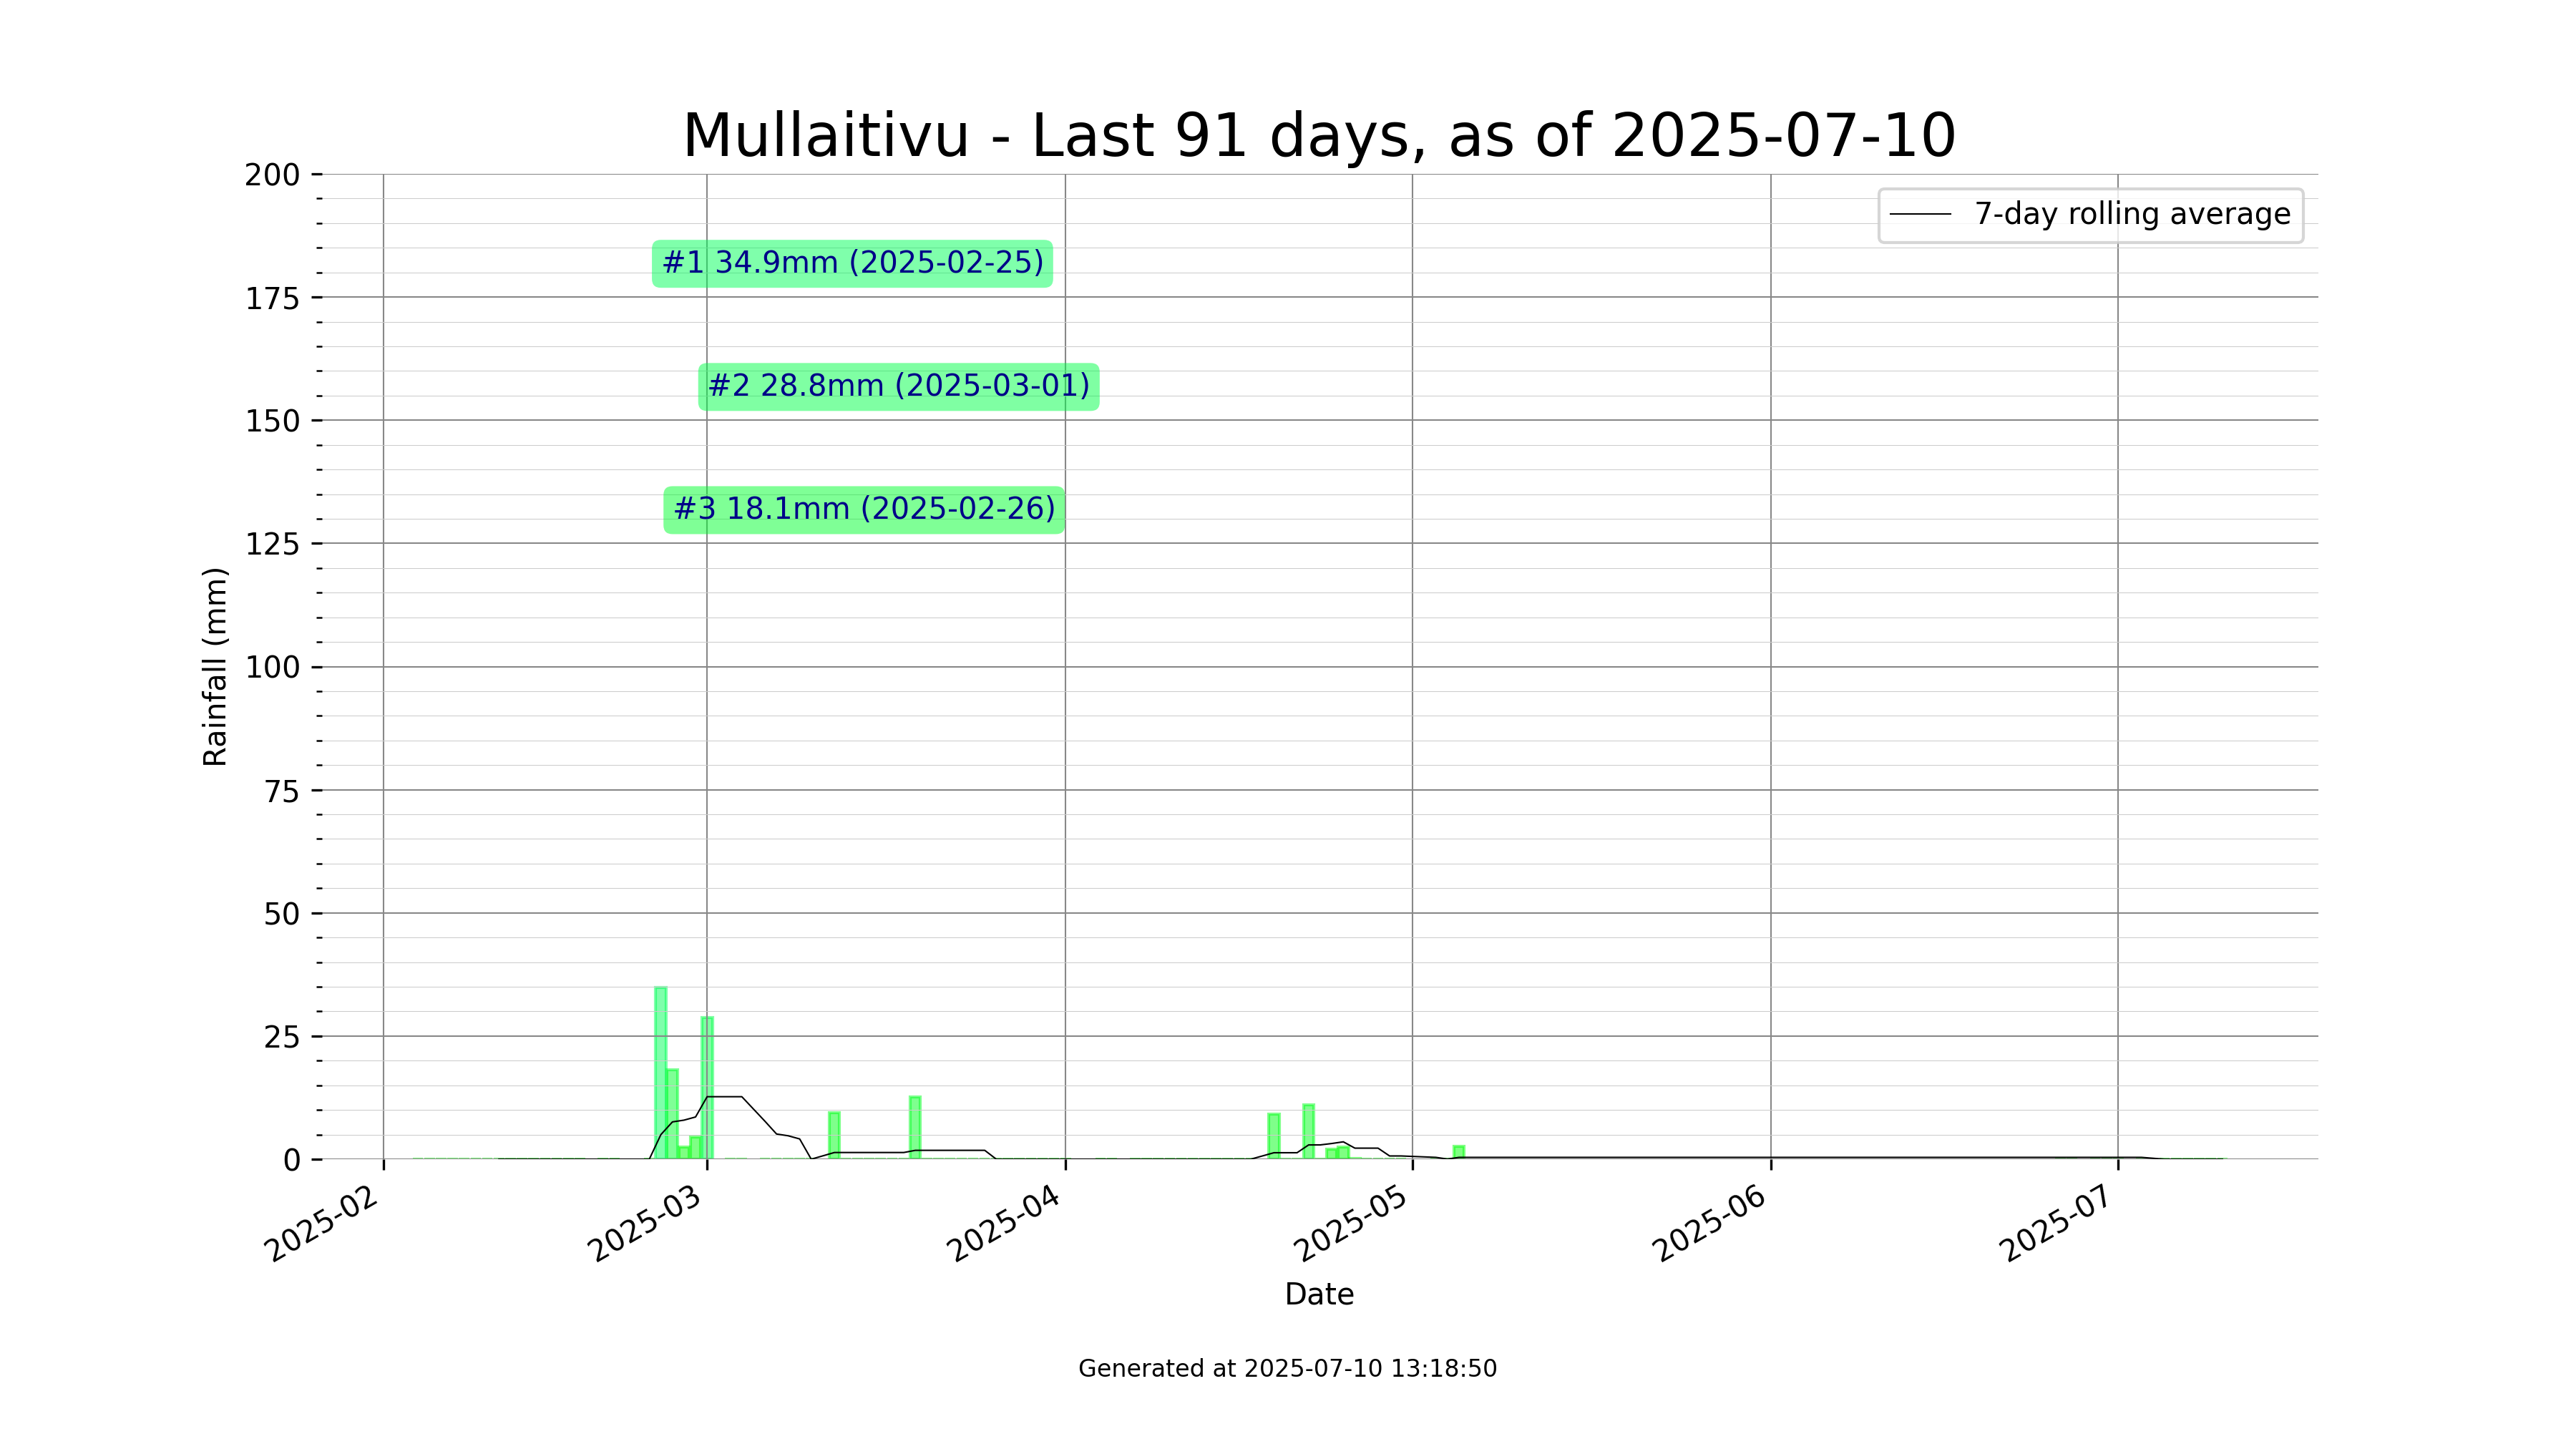 Mullaitivu - Last 91 days, as of 2025-07-10
7-day rolling average
#1 34.9mm (2025-02-25)
#2 28.8mm (2025-03-01)
#3 18.1mm (2025-02-26)
Rainfall (mm)
200
175
150
125
100
75
50
25
0
2025-02
2025-03
2025-04
2025-05
2025-06
2025-07
Date
Generated at 2025-07-10 13:18:50